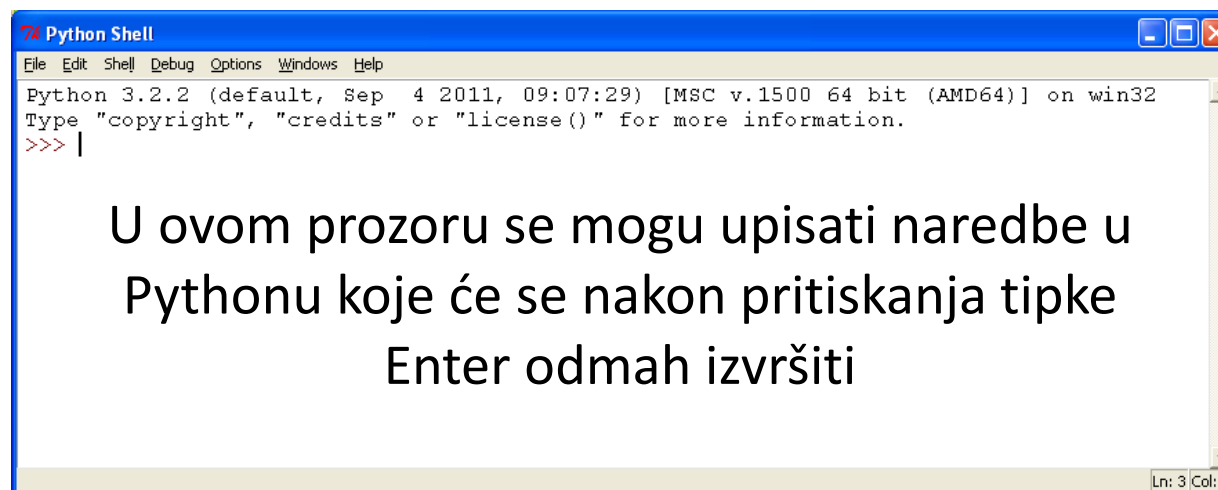 Python Shell
File Edit Shell Debug Options Windows Help
Python 3.2.2 (default, Sep  4 2011, 09:07:29) [MSC v.1500 64 bit (AMD64)] on win32
Type "copyright", "credits" or "license()" for more information.
>>>
U ovom prozoru se mogu upisati naredbe u
Pythonu koje će se nakon pritiskanja tipke
Enter odmah izvršiti
Ln: 3 Col: